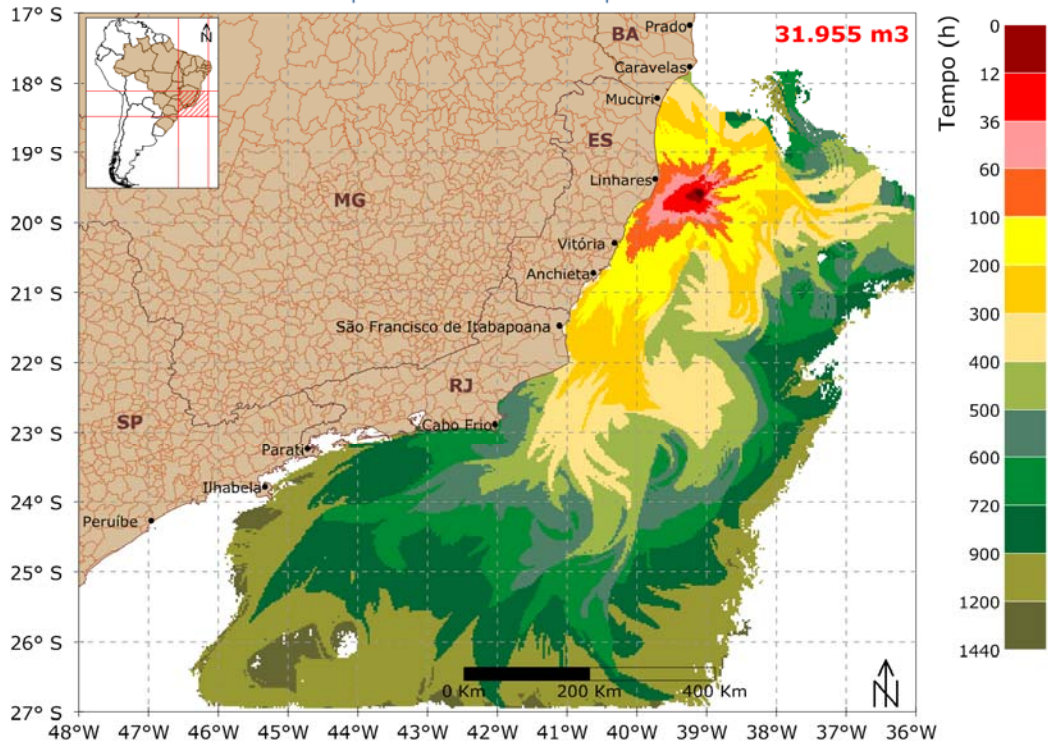 17° S
18° S
19° S
20° S
21° S
22° S
23° S
24° S
25° S
26° S
27° S
48°W
47°W
46°W
45°W
44°W
43°W
42°W
41°W
40°W
39°W
38°W
37°W
36°W
N
BA
Prado
31.955 m3
Caravelas
Mucuri
ES
Linhares
MG
Vitória
Anchieta
São Francisco de Itabapoana
RJ
SP
Cabo Frio
Parati
Ilhabela
Peruíbe
0 Km
200 Km
400 Km
N
Tempo (h)
0
12
36
60
100
200
300
400
500
600
720
900
1200
1440